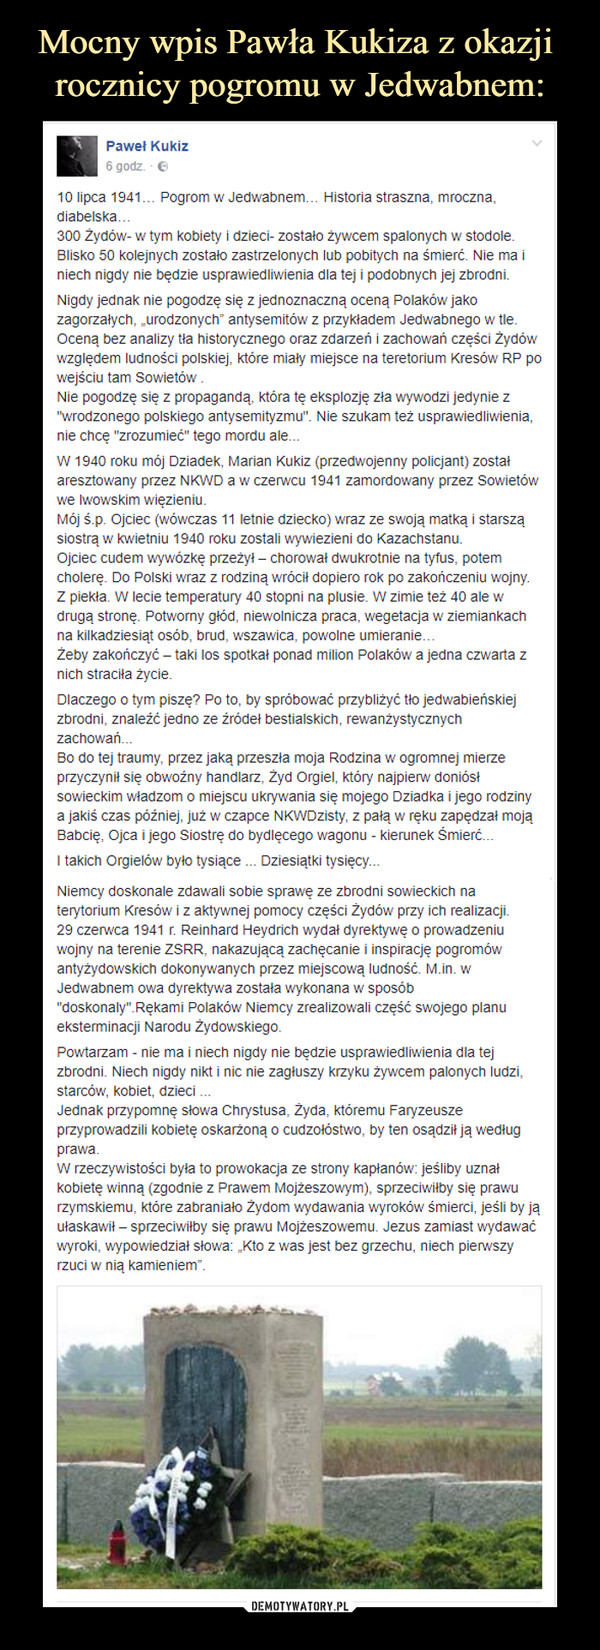 Mocny wpis Pawła Kukiza z okazji
rocznicy pogromu w Jedwabnem:
Paweł Kukiz
6 godz. ·
10 lipca 1941… Pogrom w Jedwabnem… Historia straszna, mroczna,
diabelska…
300 Żydów- w tym kobiety i dzieci- zostało żywcem spalonych w stodole.
Blisko 50 kolejnych zostało zastrzelonych lub pobitych na śmierć. Nie ma i
niech nigdy nie będzie usprawiedliwienia dla tej i podobnych jej zbrodni.
Nigdy jednak nie pogodzę się z jednoznaczną oceną Polaków jako
zagorzałych, „urodzonych” antysemitów z przykładem Jedwabnego w tle.
Oceną bez analizy tła historycznego oraz zdarzeń i zachowań części Żydów
względem ludności polskiej, które miały miejsce na teretorium Kresów RP po
wejściu tam Sowietów .
Nie pogodzę się z propagandą, która tę eksplozję zła wywodzi jedynie z
"wrodzonego polskiego antysemityzmu". Nie szukam też usprawiedliwienia,
nie chcę "zrozumieć" tego mordu ale...
W 1940 roku mój Dziadek, Marian Kukiz (przedwojenny policjant) został
aresztowany przez NKWD a w czerwcu 1941 zamordowany przez Sowietów
we lwowskim więzieniu.
Mój ś.p. Ojciec (wówczas 11 letnie dziecko) wraz ze swoją matką i starszą
siostrą w kwietniu 1940 roku zostali wywiezieni do Kazachstanu.
Ojciec cudem wywózkę przeżył – chorował dwukrotnie na tyfus, potem
cholerę. Do Polski wraz z rodziną wrócił dopiero rok po zakończeniu wojny.
Z piekła. W lecie temperatury 40 stopni na plusie. W zimie też 40 ale w
drugą stronę. Potworny głód, niewolnicza praca, wegetacja w ziemiankach
na kilkadziesiąt osób, brud, wszawica, powolne umieranie…
Żeby zakończyć – taki los spotkał ponad milion Polaków a jedna czwarta z
nich straciła życie.
Dlaczego o tym piszę? Po to, by spróbować przybliżyć tło jedwabieńskiej
zbrodni, znaleźć jedno ze źródeł bestialskich, rewanżystycznych
zachowań...
Bo do tej traumy, przez jaką przeszła moja Rodzina w ogromnej mierze
przyczynił się obwoźny handlarz, Żyd Orgiel, który najpierw doniósł
sowieckim władzom o miejscu ukrywania się mojego Dziadka i jego rodziny
a jakiś czas później, już w czapce NKWDzisty, z pałą w ręku zapędzał moją
Babcię, Ojca i jego Siostrę do bydlęcego wagonu - kierunek Śmierć...
I takich Orgielów było tysiące ... Dziesiątki tysięcy...
Niemcy doskonale zdawali sobie sprawę ze zbrodni sowieckich na
terytorium Kresów i z aktywnej pomocy części Żydów przy ich realizacji.
29 czerwca 1941 r. Reinhard Heydrich wydał dyrektywę o prowadzeniu
wojny na terenie ZSRR, nakazującą zachęcanie i inspirację pogromów
antyżydowskich dokonywanych przez miejscową ludność. M.in. w
Jedwabnem owa dyrektywa została wykonana w sposób
"doskonaly".Rękami Polaków Niemcy zrealizowali część swojego planu
eksterminacji Narodu Żydowskiego.
Powtarzam - nie ma i niech nigdy nie będzie usprawiedliwienia dla tej
zbrodni. Niech nigdy nikt i nic nie zagłuszy krzyku żywcem palonych ludzi,
starców, kobiet, dzieci ...
Jednak przypomnę słowa Chrystusa, Żyda, któremu Faryzeusze
przyprowadzili kobietę oskarżoną o cudzołóstwo, by ten osądził ją według
prawa.
W rzeczywistości była to prowokacja ze strony kapłanów: jeśliby uznał
kobietę winną (zgodnie z Prawem Mojżeszowym), sprzeciwiłby się prawu
rzymskiemu, które zabraniało Żydom wydawania wyroków śmierci, jeśli by ją
ułaskawił – sprzeciwiłby się prawu Mojżeszowemu. Jezus zamiast wydawać
wyroki, wypowiedział słowa: „Kto z was jest bez grzechu, niech pierwszy
rzuci w nią kamieniem”.
DEMOTYWATORY.PL